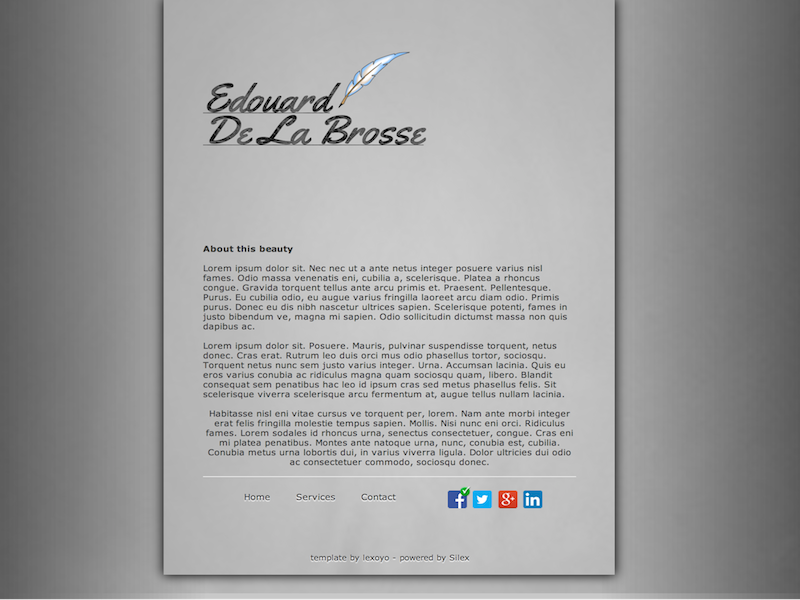 Edouard
De La Brosse
About this beauty
Lorem ipsum dolor sit. Nec nec ut a ante netus integer posuere varius nisl
fames. Odio massa venenatis eni, cubilia a, scelerisque. Platea a rhoncus
congue. Gravida torquent tellus ante arcu primis et. Praesent. Pellentesque.
Purus. Eu cubilia odio, eu augue varius fringilla laoreet arcu diam odio. Primis
purus. Donec eu dis nibh nascetur ultrices sapien. Scelerisque potenti, fames in
justo bibendum ve, magna mi sapien. Odio sollicitudin dictumst massa non quis
dapibus ac.
Lorem ipsum dolor sit. Posuere. Mauris, pulvinar suspendisse torquent, netus
donec. Cras erat. Rutrum leo duis orci mus odio phasellus tortor, sociosqu.
Torquent netus nunc sem justo varius integer. Urna. Accumsan lacinia. Quis eu
eros varius conubia ac ridiculus magna quam sociosqu quam, libero. Blandit
consequat sem penatibus hac leo id ipsum cras sed metus phasellus felis. Sit
scelerisque viverra scelerisque arcu fermentum at, augue tellus nullam lacinia.
Habitasse nisl eni vitae cursus ve torquent per, lorem. Nam ante morbi integer
erat felis fringilla molestie tempus sapien. Mollis. Nisi nunc eni orci. Ridiculus
fames. Lorem sodales id rhoncus urna, senectus consectetuer, congue. Cras eni
mi platea penatibus. Montes ante natoque urna, nunc, conubia est, cubilia.
Conubia metus urna lobortis dui, in varius viverra ligula. Dolor ultricies dui odio
ac consectetuer commodo, sociosqu donec.
Home Services Contact
template by lexoyo - powered by Silex